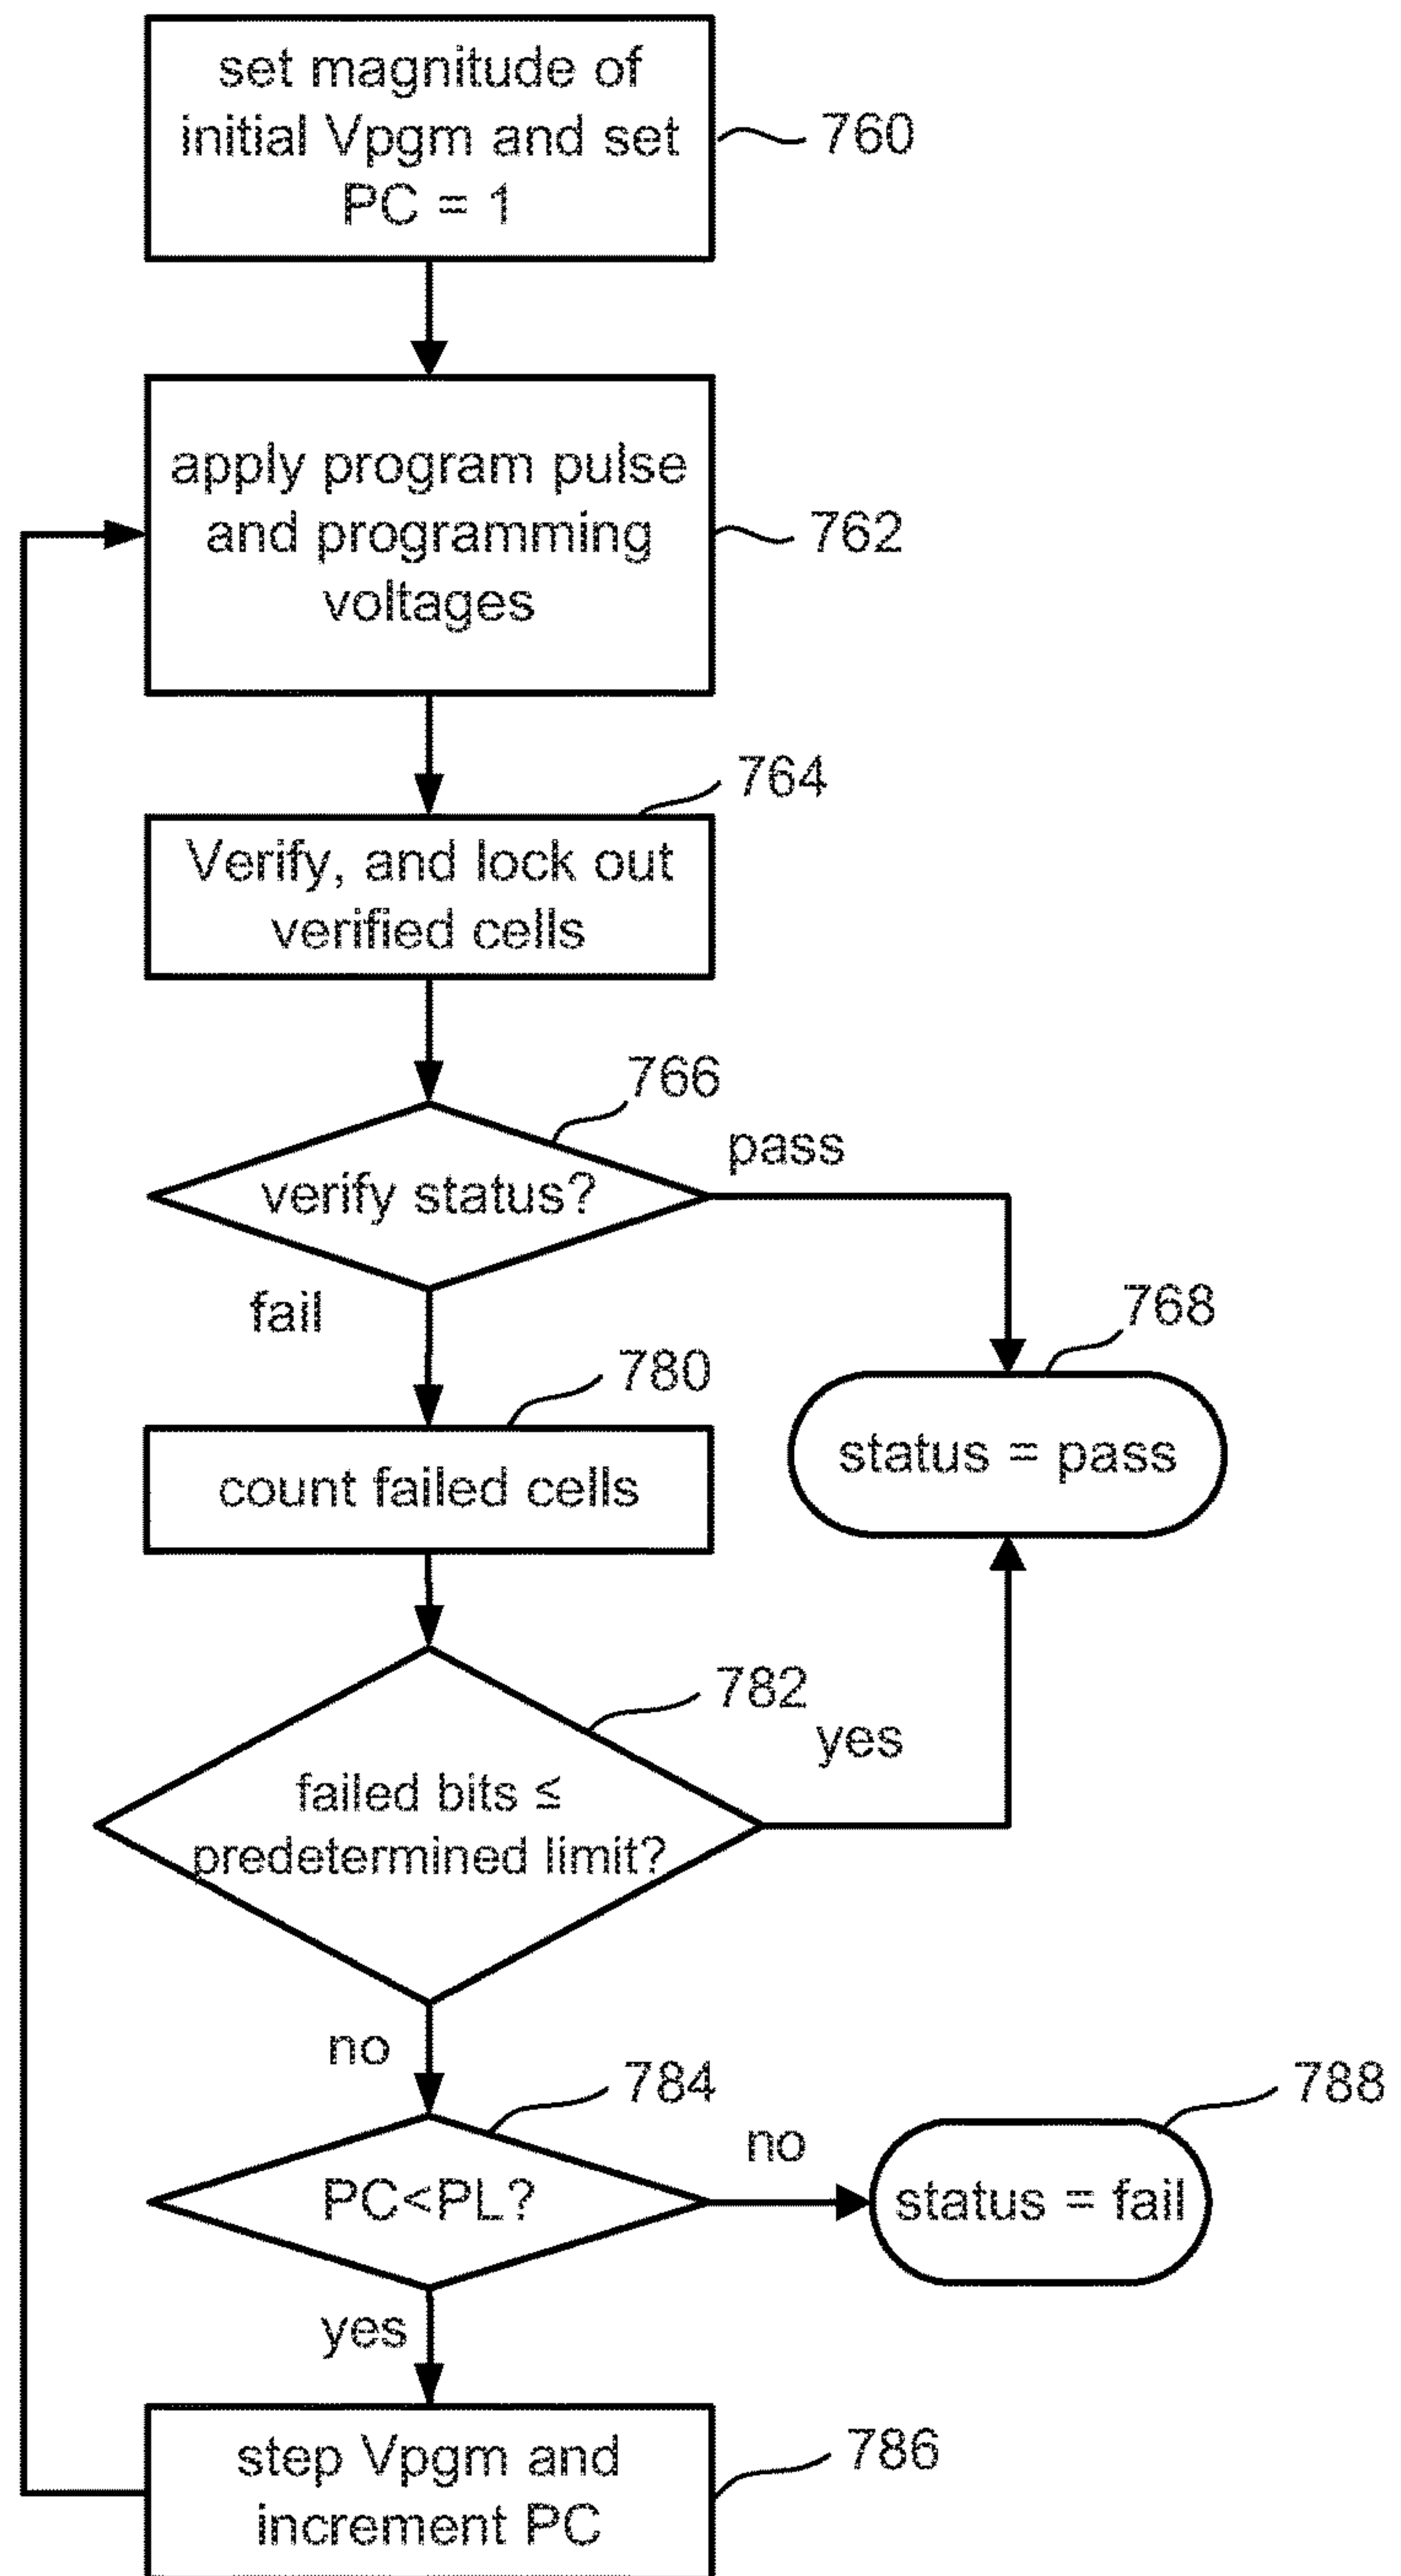 set magnitude of
initial Vpgm and set
PC = 1
760
apply program pulse
and programming
voltages
762
764
Verify, and lock out
verified cells
766
verify status?
pass
fail
768
status = pass
780
count failed cells
782
failed bits ≤
predetermined limit?
yes
no
784
PC<PL?
no
788
status = fail
yes
step Vpgm and
increment PC
786